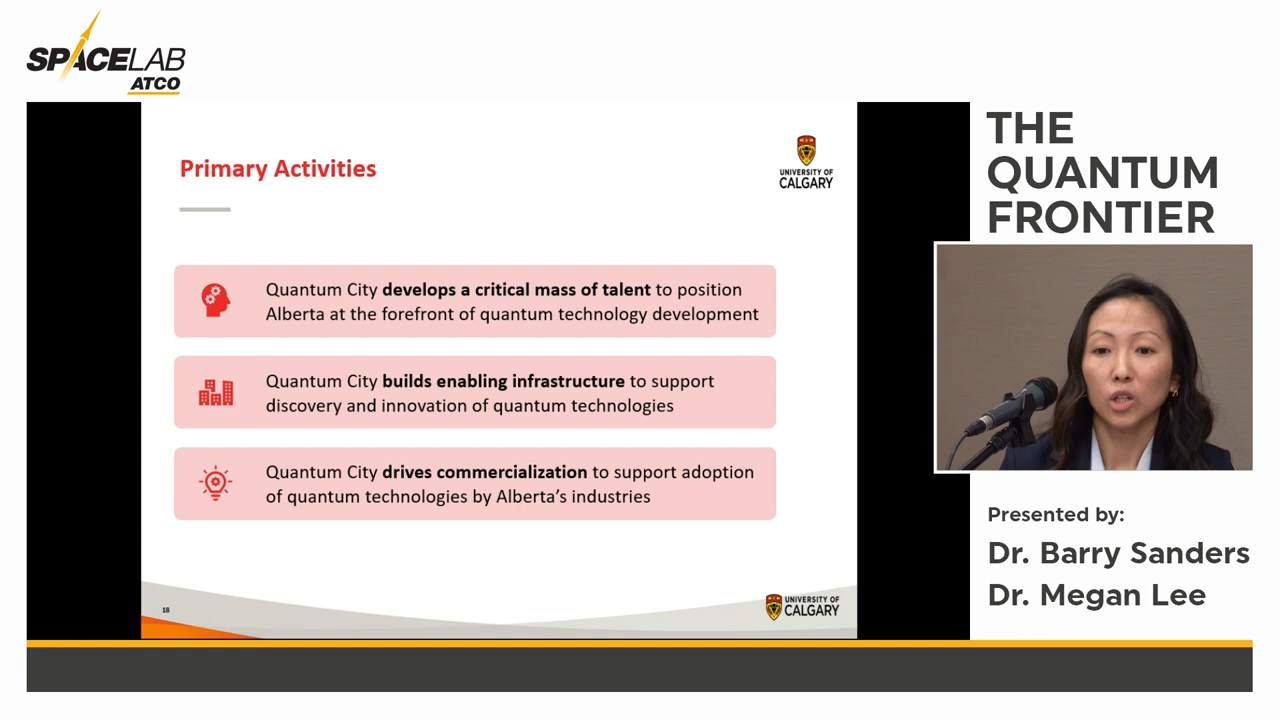 SPACELAB
ATCO
THE
QUANTUM
FRONTIER
Primary Activities
UNIVERSITY OF
CALGARY
Quantum City develops a critical mass of talent to position
Alberta at the forefront of quantum technology development
Quantum City builds enabling infrastructure to support
discovery and innovation of quantum technologies
Quantum City drives commercialization to support adoption
of quantum technologies by Alberta’s industries
18
UNIVERSITY OF
CALGARY
Presented by:
Dr. Barry Sanders
Dr. Megan Lee